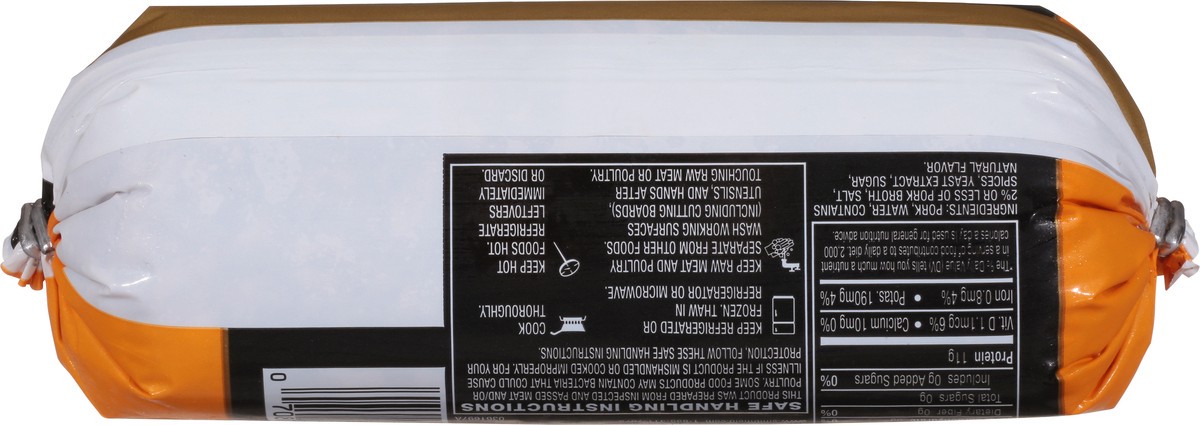 Dietary Fiber 0g 0%
Total Sugars 0g
Includes 0g Added Sugars 0%
Protein 11g
Vit. D 1.1mcg 6% • Calcium 10mg 0%
Iron 0.8mg 4% • Potas. 190mg 4%
*The % Daily Value (DV) tells you how much a nutrient
in a serving of food contributes to a daily diet. 2,000
calories a day is used for general nutrition advice.
INGREDIENTS: PORK, WATER, CONTAINS
2% OR LESS OF PORK BROTH, SALT,
SPICES, YEAST EXTRACT, SUGAR,
NATURAL FLAVOR.
SAFE HANDLING INSTRUCTIONS
THIS PRODUCT WAS PREPARED FROM INSPECTED AND PASSED MEAT AND/OR
POULTRY. SOME FOOD PRODUCTS MAY CONTAIN BACTERIA THAT COULD CAUSE
ILLNESS IF THE PRODUCT IS MISHANDLED OR COOKED IMPROPERLY. FOR YOUR
PROTECTION, FOLLOW THESE SAFE HANDLING INSTRUCTIONS.
KEEP REFRIGERATED OR
FROZEN. THAW IN
REFRIGERATOR OR MICROWAVE.
KEEP RAW MEAT AND POULTRY
SEPARATE FROM OTHER FOODS.
WASH WORKING SURFACES
(INCLUDING CUTTING BOARDS),
UTENSILS, AND HANDS AFTER
TOUCHING RAW MEAT OR POULTRY.
COOK
THOROUGHLY.
KEEP HOT
FOODS HOT.
REFRIGERATE
LEFTOVERS
IMMEDIATELY
OR DISCARD.
0